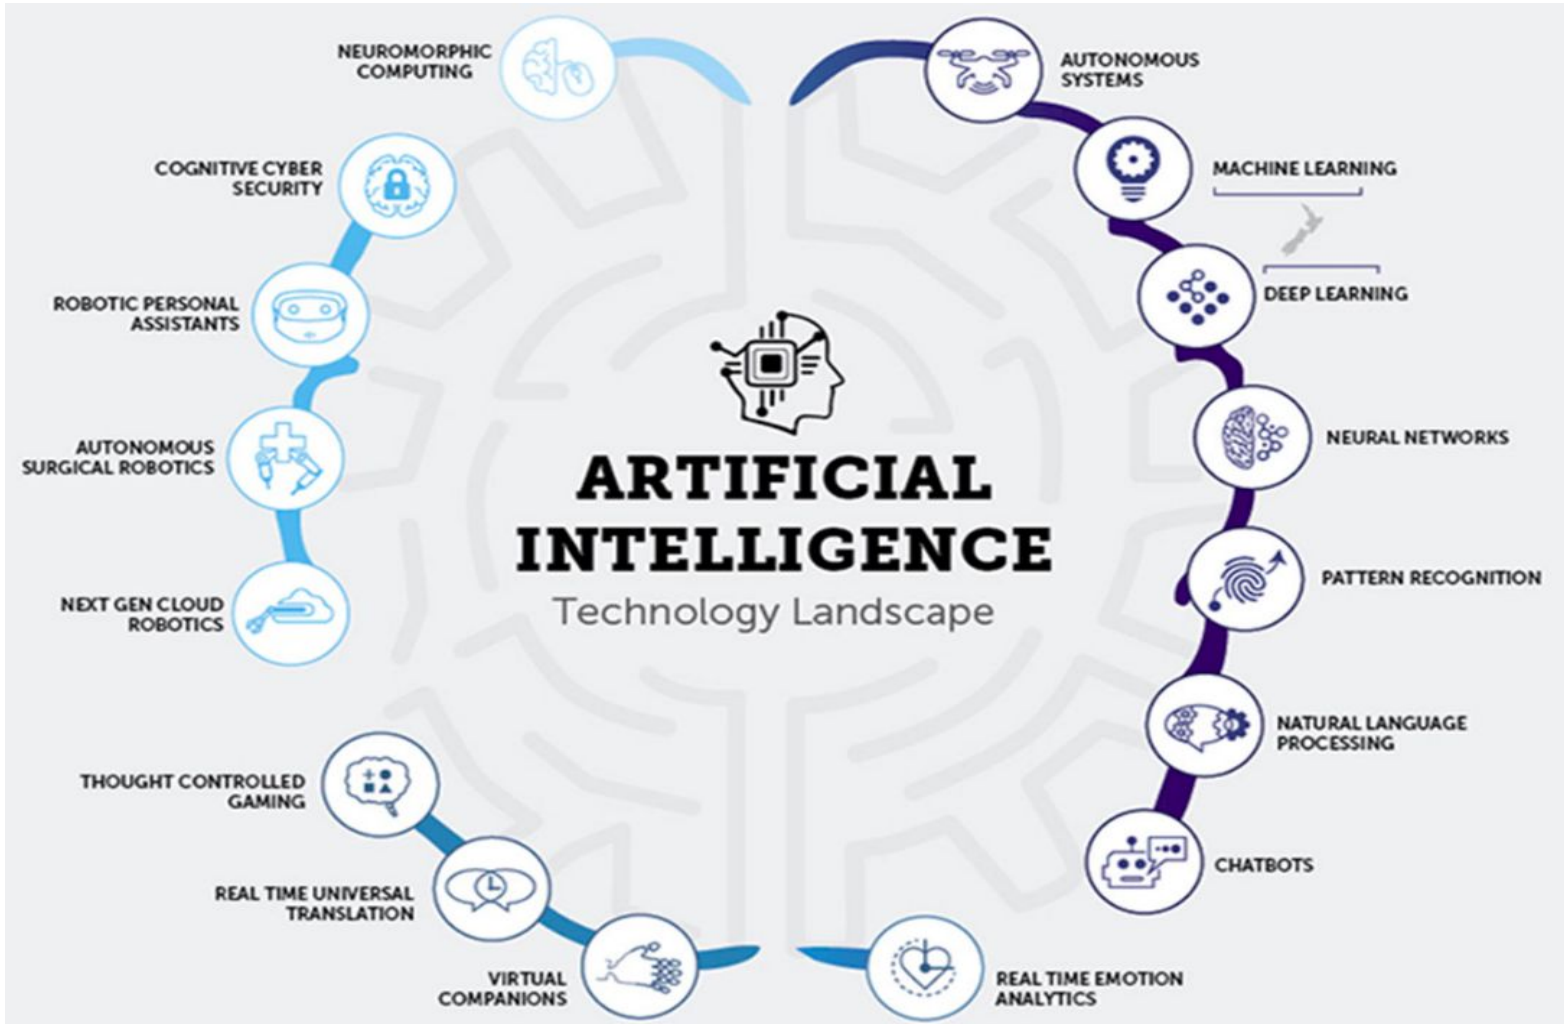 NEUROMORPHIC
COMPUTING
AUTONOMOUS
SYSTEMS
COGNITIVE CYBER
SECURITY
MACHINE LEARNING
ROBOTIC PERSONAL
ASSISTANTS
DEEP LEARNING
AUTONOMOUS
SURGICAL ROBOTICS
NEURAL NETWORKS
ARTIFICIAL
INTELLIGENCE
Technology Landscape
NEXT GEN CLOUD
ROBOTICS
PATTERN RECOGNITION
NATURAL LANGUAGE
PROCESSING
THOUGHT CONTROLLED
GAMING
CHATBOTS
REAL TIME UNIVERSAL
TRANSLATION
VIRTUAL
COMPANIONS
REAL TIME EMOTION
ANALYTICS